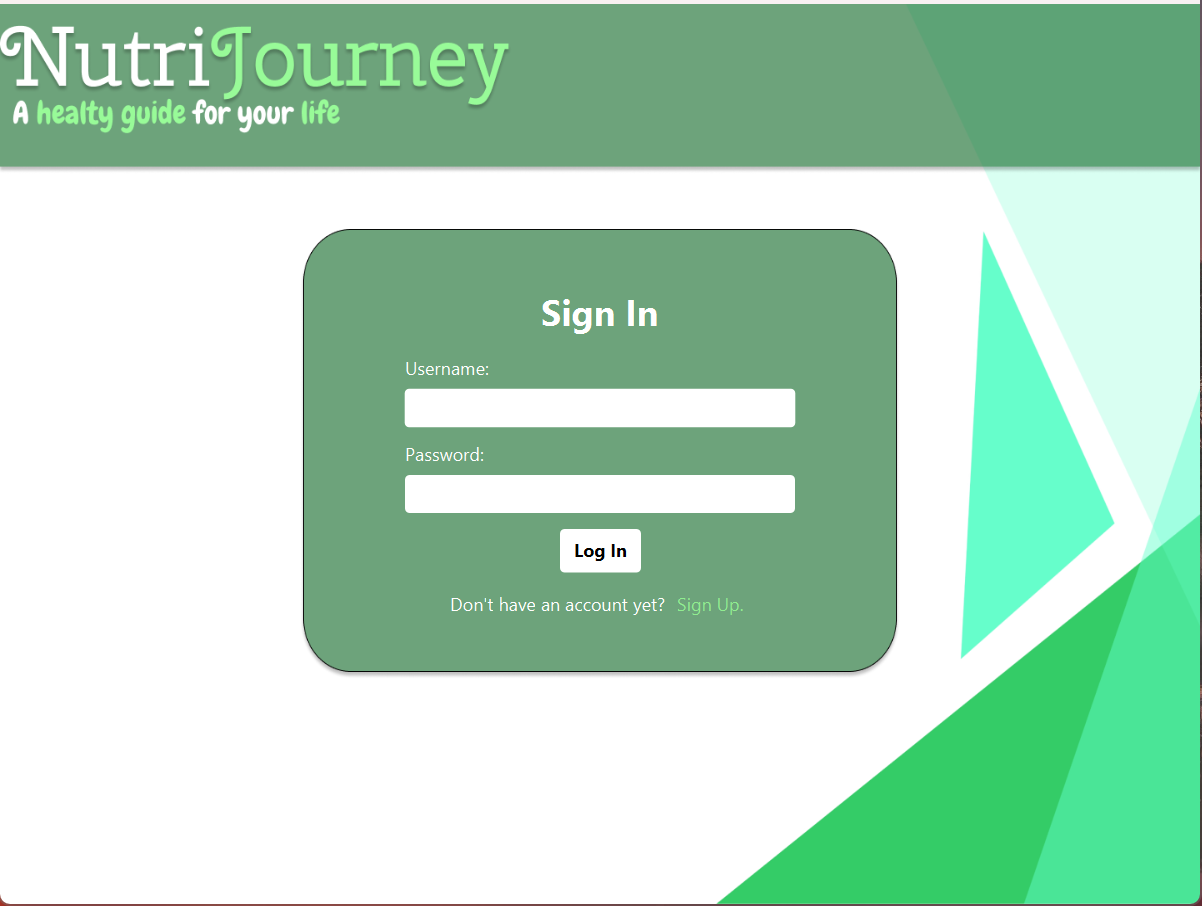 NutriJourney
A healty guide for your life
Sign In
Username:
Password:
Log In
Don't have an account yet? Sign Up.